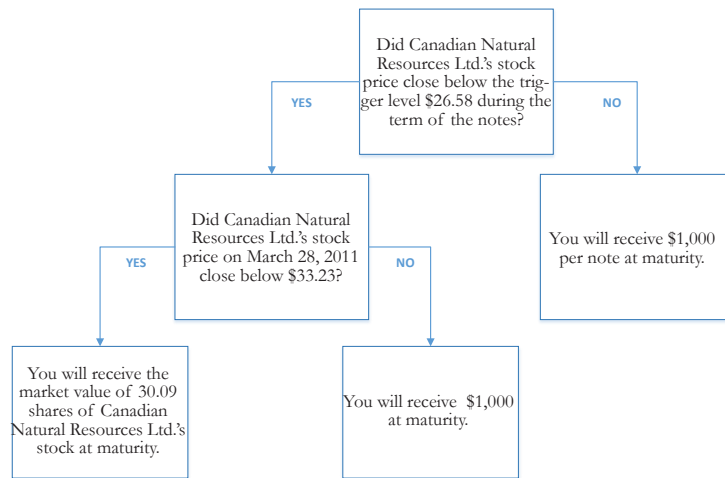 Did Canadian Natural
Resources Ltd.'s stock
price close below the trig-
ger level $26.58 during the
term of the notes?
YES
NO
Did Canadian Natural
Resources Ltd.'s stock
price on March 28, 2011
close below $33.23?
You will receive $1,000
per note at maturity.
YES
NO
You will receive the
market value of 30.09
shares of Canadian
Natural Resources Ltd.'s
stock at maturity.
You will receive $1,000
at maturity.